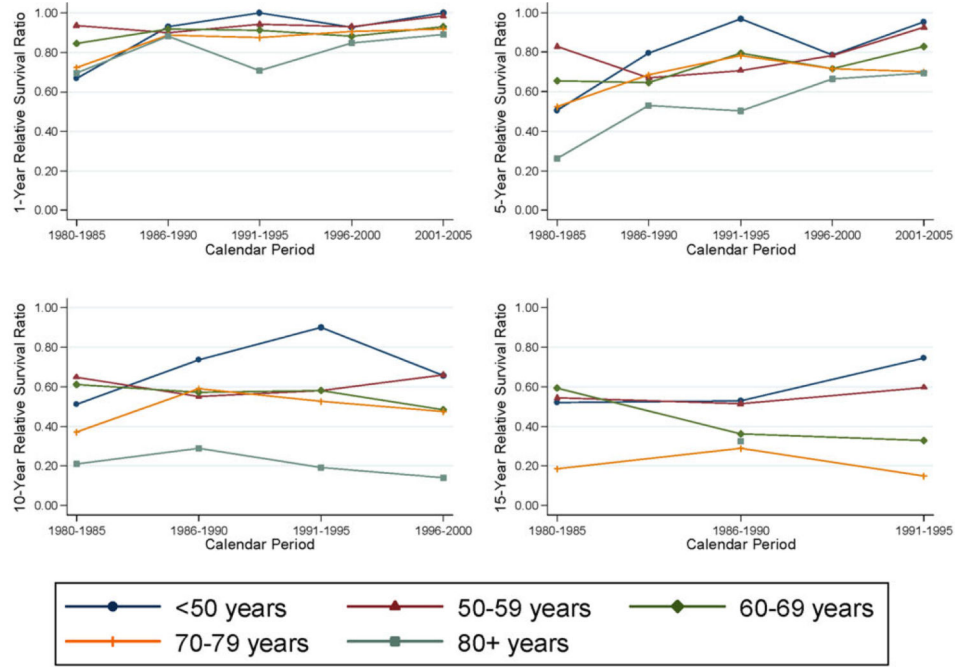 1-Year Relative Survival Ratio
1.00
0.80
0.60
0.40
0.20
0.00
1980-1985 1986-1990 1991-1995 1996-2000 2001-2005
Calendar Period
5-Year Relative Survival Ratio
1.00
0.80
0.60
0.40
0.20
0.00
1980-1985 1986-1990 1991-1995 1996-2000 2001-2005
Calendar Period
10-Year Relative Survival Ratio
1.00
0.80
0.60
0.40
0.20
0.00
1980-1985 1986-1990 1991-1995 1996-2000
Calendar Period
15-Year Relative Survival Ratio
1.00
0.80
0.60
0.40
0.20
0.00
1980-1985 1986-1990 1991-1995
Calendar Period
<50 years 50-59 years 60-69 years
70-79 years 80+ years